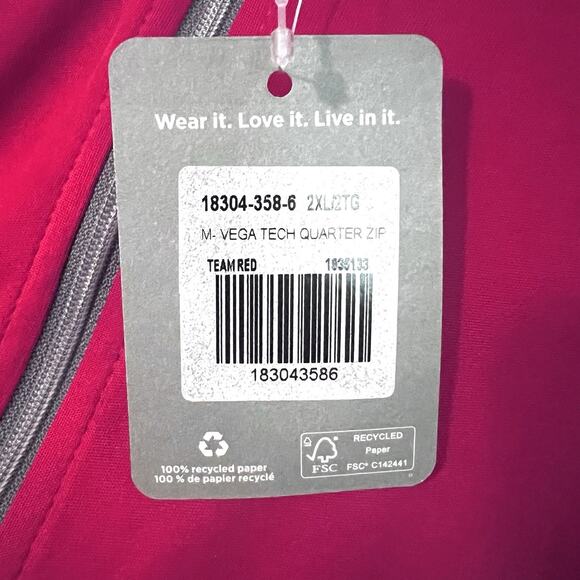 Wear it. Love it. Live in it.
18304-358-6 2XL/2TG
M- VEGA TECH QUARTER ZIP
TEAM RED 1835133
183043586
100% recycled paper
100 % de papier recyclé
FSC
RECYCLED
Paper
FSC® C142441